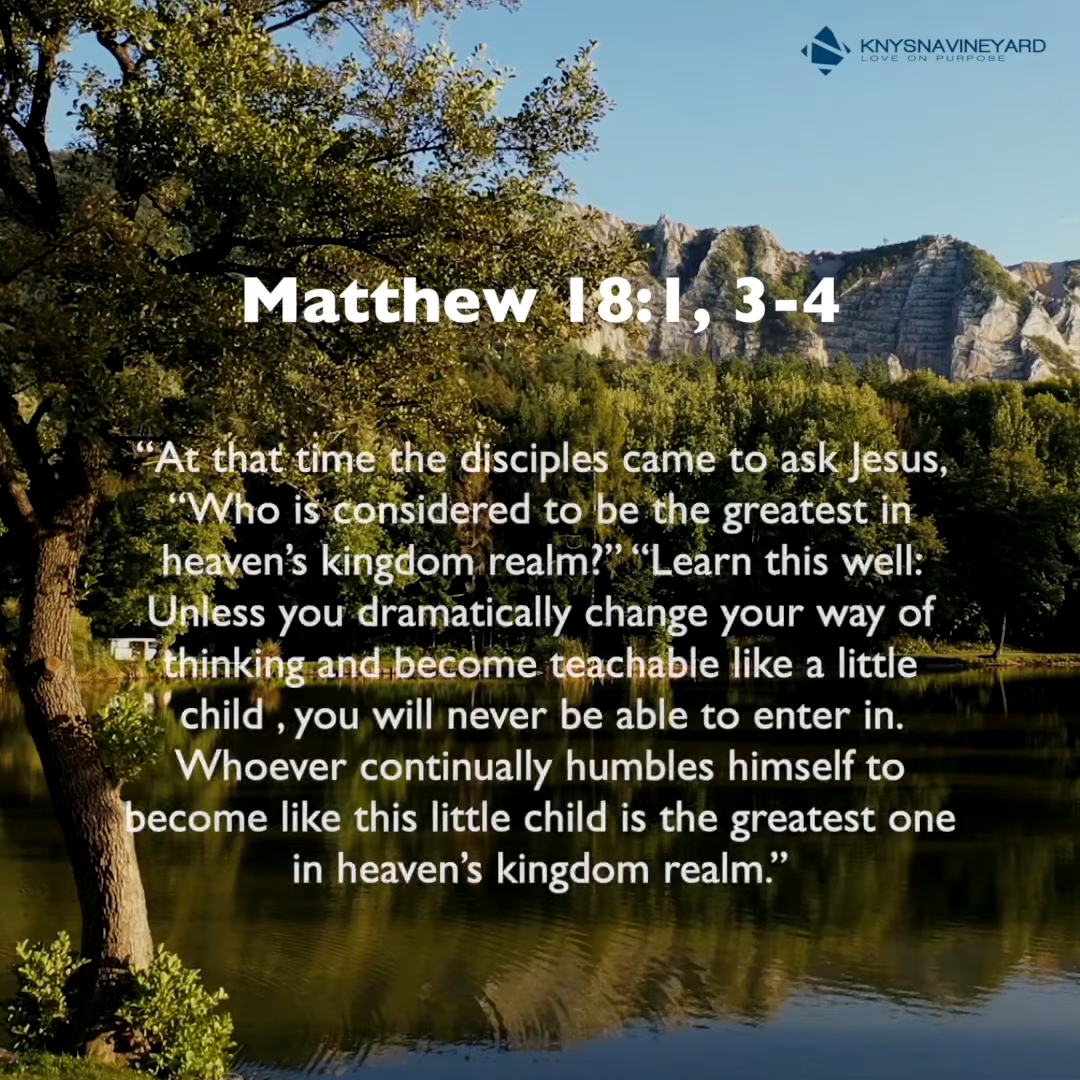 KNYSNAVINEYARD
LOVE ON PURPOSE
Matthew 18:1, 3-4
“At that time the disciples came to ask Jesus,
“Who is considered to be the greatest in
heaven’s kingdom realm?” “Learn this well:
Unless you dramatically change your way of
thinking and become teachable like a little
child , you will never be able to enter in.
Whoever continually humbles himself to
become like this little child is the greatest one
in heaven’s kingdom realm.”